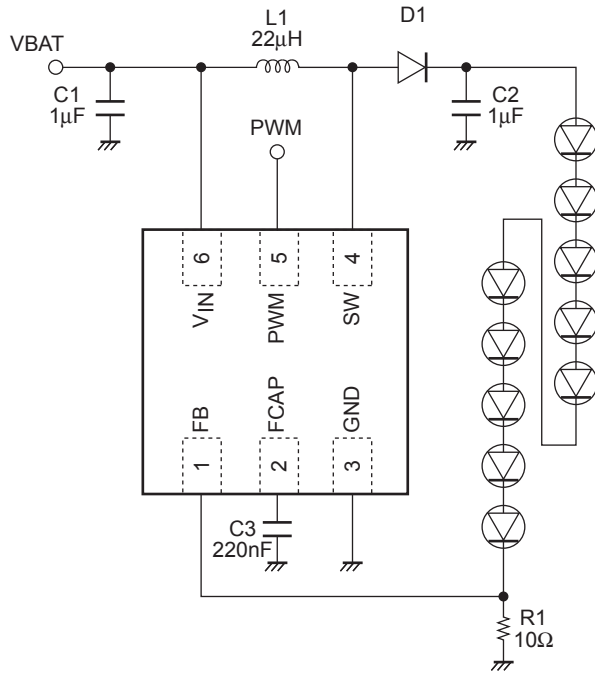 L1
22μH
D1
VBAT
C1
1μF
C2
1μF
PWM
6
5
4
VIN
PWM
SW
FB
FCAP
GND
1
2
3
C3
220nF
R1
10Ω